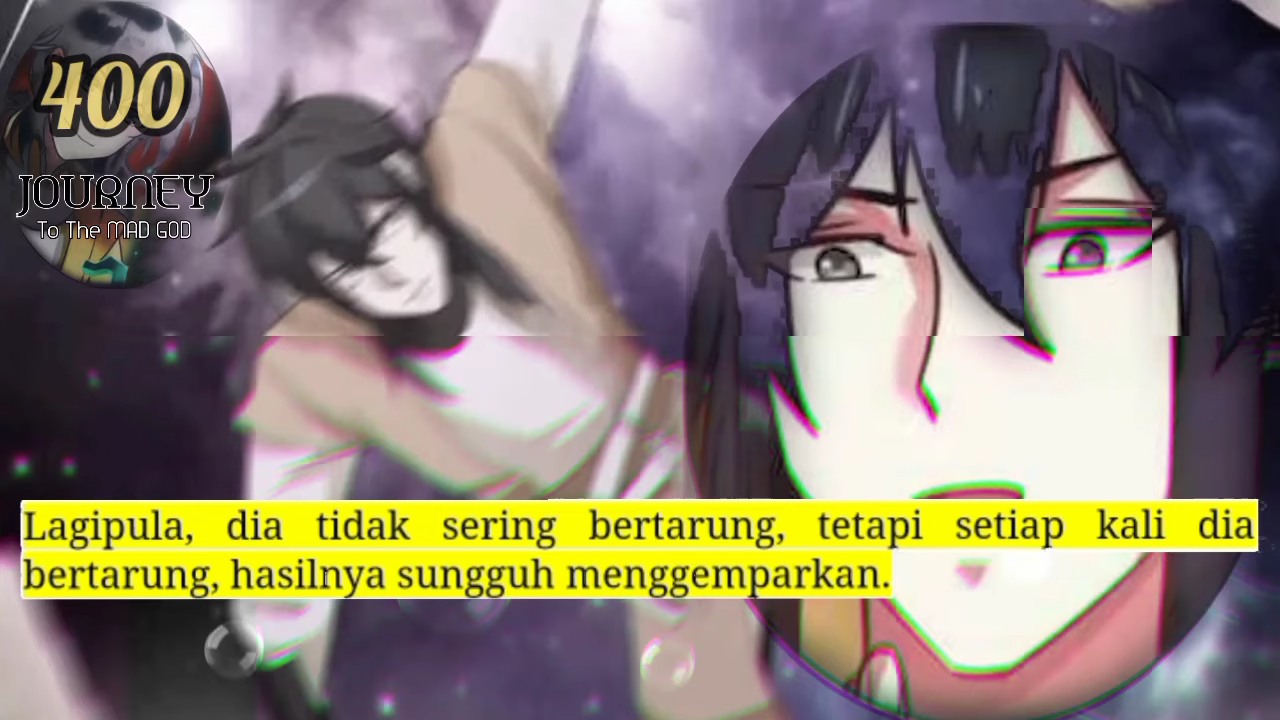 400
JOURNEY
To The MAD GOD
Lagipula, dia tidak sering bertarung, tetapi setiap kali dia
bertarung, hasilnya sungguh menggemparkan.